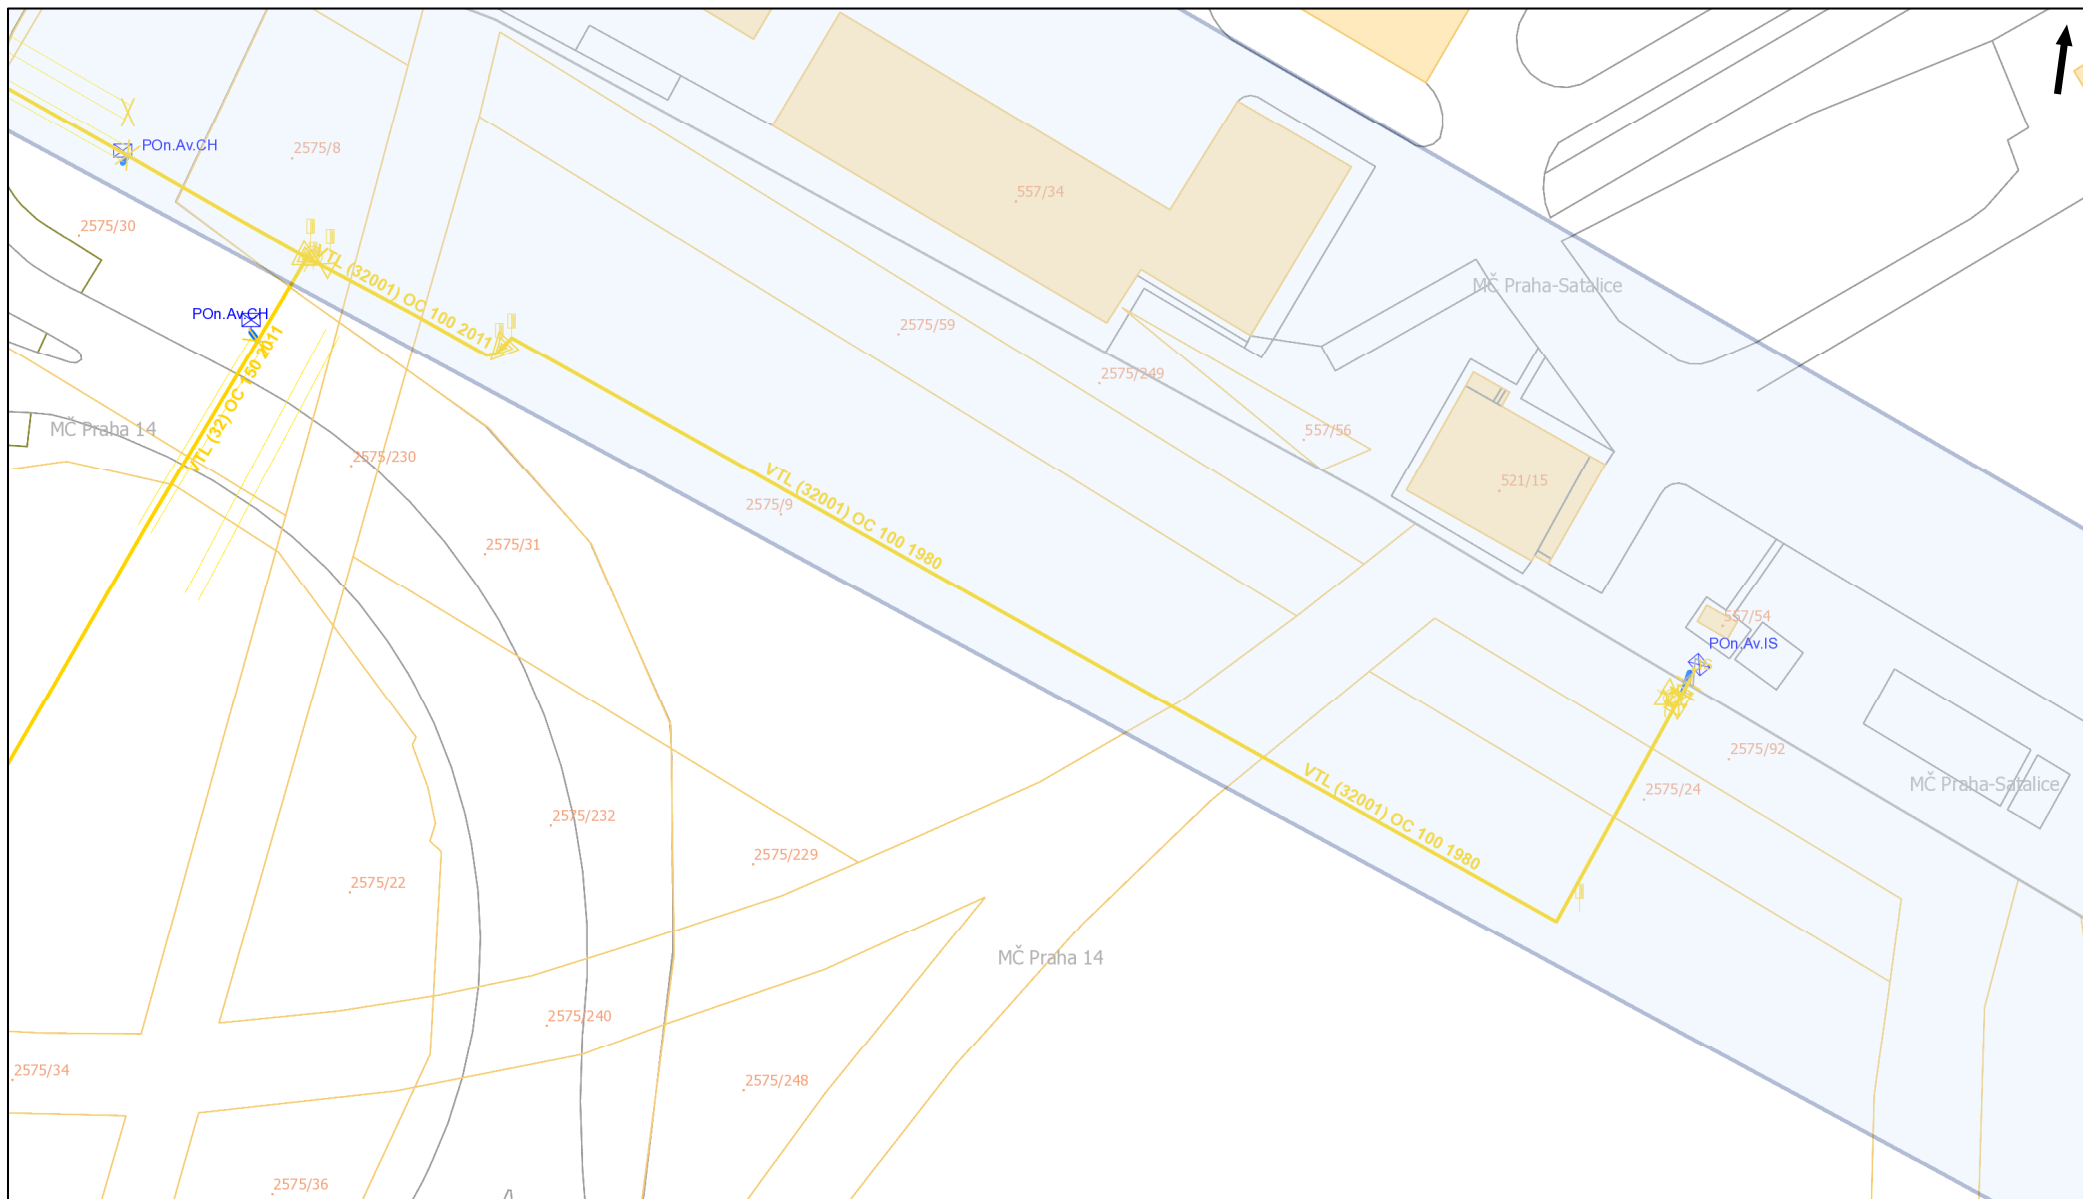 POn.Av.CH
2575/8
557/34
2575/30
VTL (32001) OC 100 2011
MČ Praha-Satalice
POn.Av.CH
2575/59
VTL (32) OC 150 2011
2575/249
MČ Praha 14
557/56
2575/230
521/15
2575/9
VTL (32001) OC 100 1980
2575/31
557/54
POn.Av.IS
2575/92
MČ Praha-Satalice
2575/24
VTL (32001) OC 100 1980
2575/232
2575/229
2575/22
MČ Praha 14
2575/240
2575/34
2575/248
2575/36